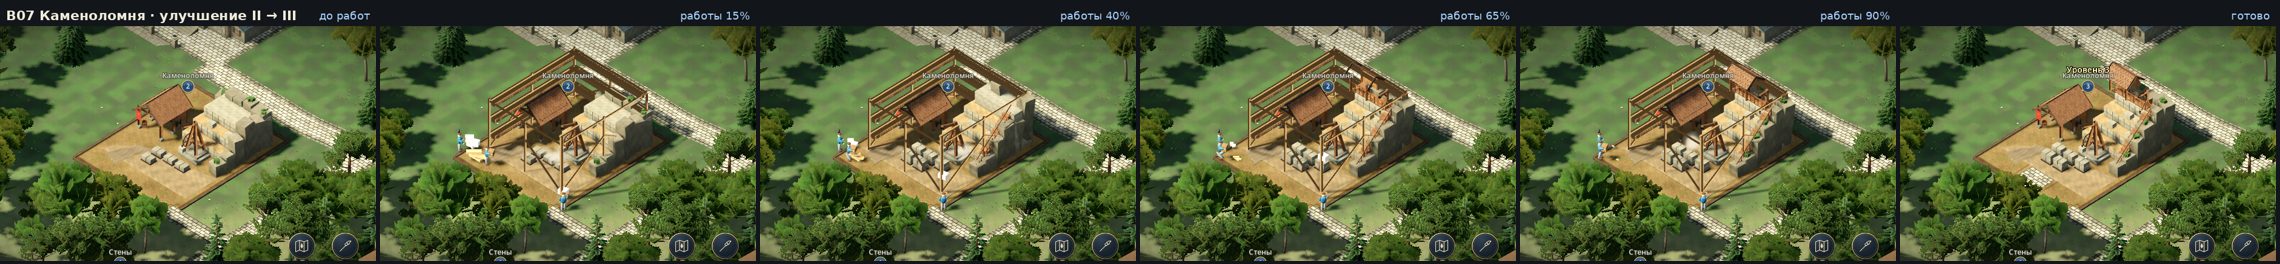 B07 Каменоломня · улучшение II → III
до работ
работы 15%
работы 40%
работы 65%
работы 90%
готово
Каменоломня
2
Стены
Каменоломня
2
Стены
Каменоломня
2
Стены
Каменоломня
2
Стены
Каменоломня
2
Стены
Уровень 3
Каменоломня
3
Стены